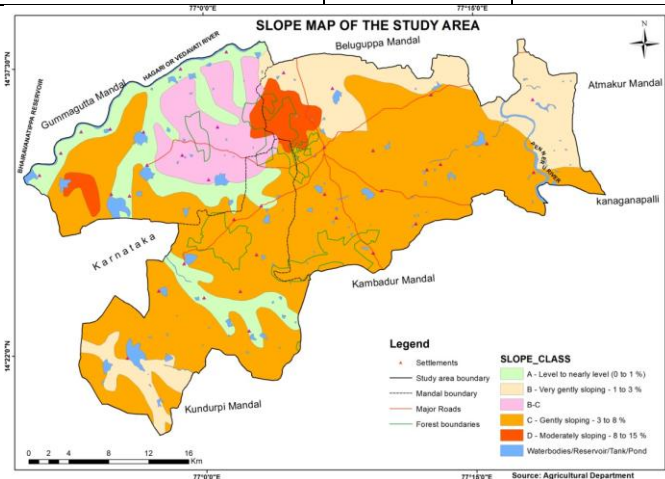 77°0'0"E
77°15'0"E
SLOPE MAP OF THE STUDY AREA
N
Beluguppa Mandal
HAGARI OR VEDAVATI RIVER
14°37'30"N
Gummagutta Mandal
Atmakur Mandal
BHAIRAVANATIPPA RESERVOIR
kanaganapalli
Karnataka
Kambadur Mandal
14°22'0"N
Kundurpi Mandal
Legend
Settlements
Study area boundary
Mandal boundary
Major Roads
Forest boundaries
SLOPE_CLASS
A - Level to nearly level (0 to 1 %)
B - Very gently sloping - 1 to 3 %
B-C
C - Gently sloping - 3 to 8 %
D - Moderately sloping - 8 to 15 %
Waterbodies/Reservoir/Tank/Pond
0 2 4 8 12 16
Km
77°0'0"E
77°15'0"E
Source: Agricultural Department